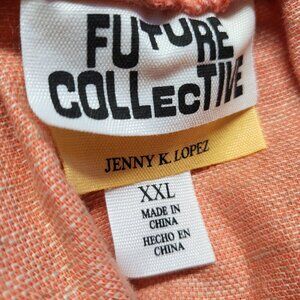 FUTURE
COLLECTIVE
JENNY K. LOPEZ
XXL
MADE IN
CHINA
HECHO EN
CHINA